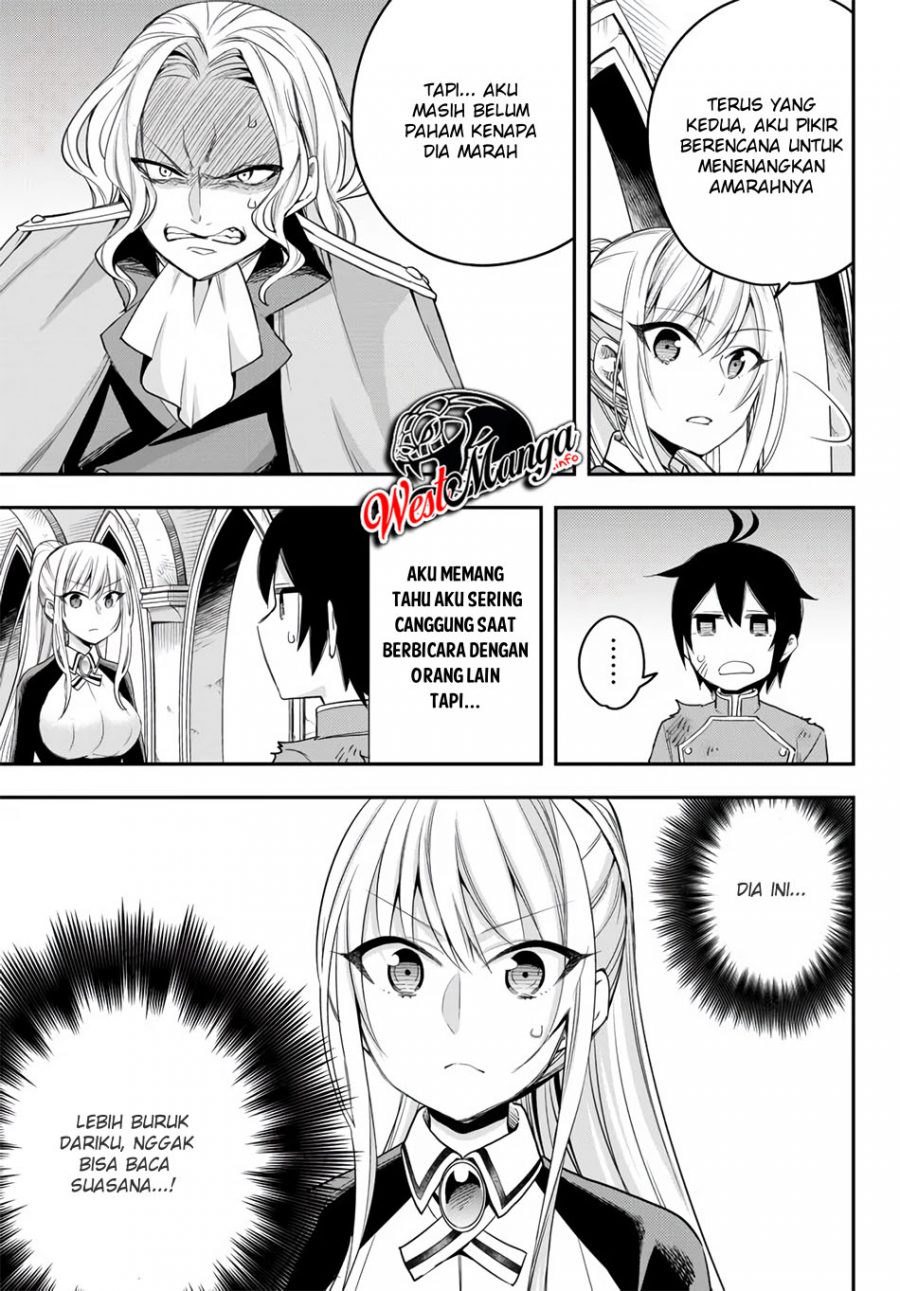 TERUS YANG
KEDUA, AKU PIKIR
BERENCANA UNTUK
MENENANGKAN
AMARAHNYA
TAPI... AKU
MASIH BELUM
PAHAM KENAPA
DIA MARAH
WestManga
.info
......
AKU MEMANG
TAHU AKU SERING
CANGGUNG SAAT
BERBICARA DENGAN
ORANG LAIN
TAPI...
DIA INI...
LEBIH BURUK
DARIKU, NGGAK
BISA BACA
SUASANA...!